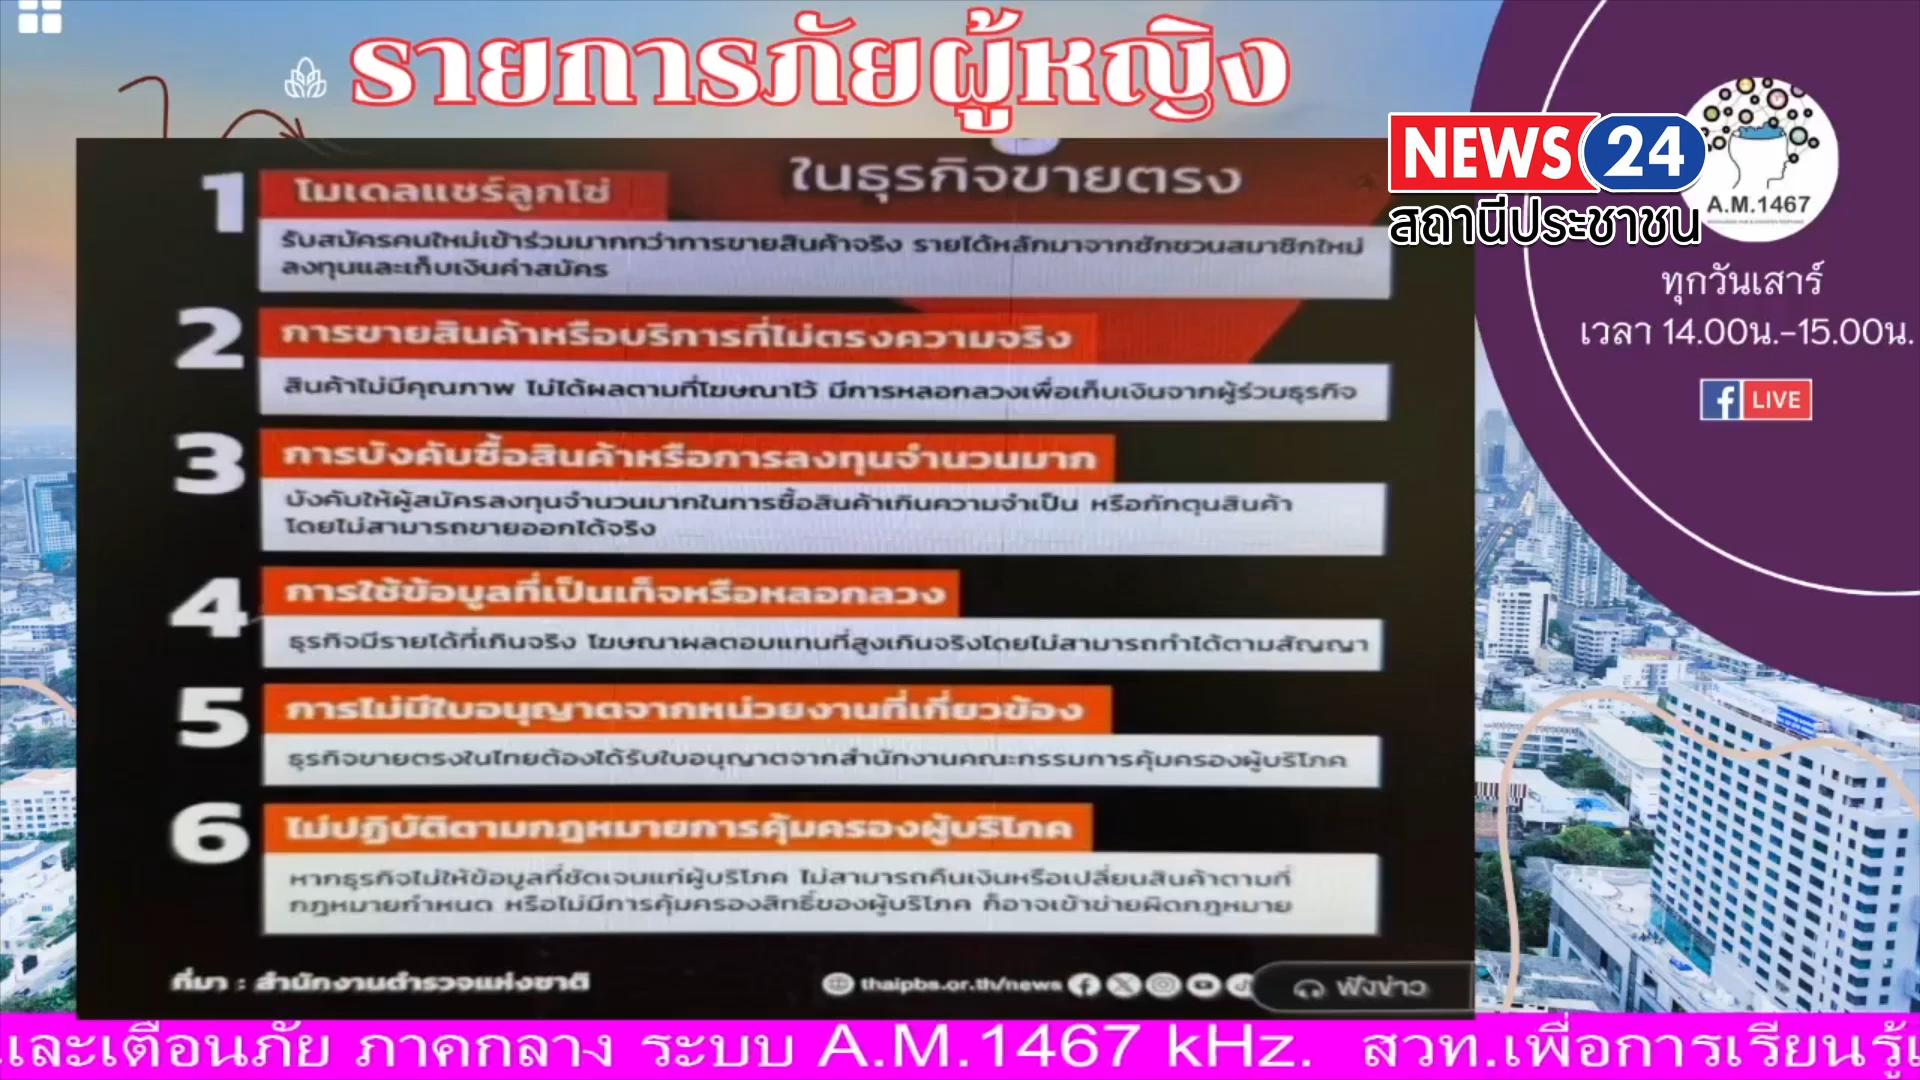 รายการภัยผู้หญิง
NEWS 24
สถานีประชาชน
A.M.1467
ทุกวันเสาร์
เวลา 14.00น.-15.00น.
f LIVE
ในธุรกิจขายตรง
1 โมเดลแชร์ลูกโซ่
รับสมัครคนใหม่เข้าร่วมมากกว่าการขายสินค้าจริง รายได้หลักมาจากชักชวนสมาชิกใหม่
ลงทุนและเก็บเงินค่าสมัคร
2 การขายสินค้าหรือบริการที่ไม่ตรงความจริง
สินค้าไม่มีคุณภาพ ไม่ได้ผลตามที่โฆษณาไว้ มีการหลอกลวงเพื่อเก็บเงินจากผู้ร่วมธุรกิจ
3 การบังคับซื้อสินค้าหรือการลงทุนจำนวนมาก
บังคับให้ผู้สมัครลงทุนจำนวนมากในการซื้อสินค้าเกินความจำเป็น หรือกักตุนสินค้า
โดยไม่สามารถขายออกได้จริง
4 การใช้ข้อมูลที่เป็นเท็จหรือหลอกลวง
ธุรกิจมีรายได้ที่เกินจริง โฆษณาผลตอบแทนที่สูงเกินจริงโดยไม่สามารถทำได้ตามสัญญา
5 การไม่มีใบอนุญาตจากหน่วยงานที่เกี่ยวข้อง
ธุรกิจขายตรงในไทยต้องได้รับใบอนุญาตจากสำนักงานคณะกรรมการคุ้มครองผู้บริโภค
6 ไม่ปฏิบัติตามกฎหมายการคุ้มครองผู้บริโภค
หากธุรกิจไม่ให้ข้อมูลที่ชัดเจนแก่ผู้บริโภค ไม่สามารถคืนเงินหรือเปลี่ยนสินค้าตามที่
กฎหมายกำหนด หรือไม่มีการคุ้มครองสิทธิ์ของผู้บริโภค ก็อาจเข้าข่ายผิดกฎหมาย
ที่มา : สำนักงานตำรวจแห่งชาติ
thaipbs.or.th/news
ฟังข่าว
และเตือนภัย ภาคกลาง ระบบ A.M.1467 kHz. สวท.เพื่อการเรียนรู้